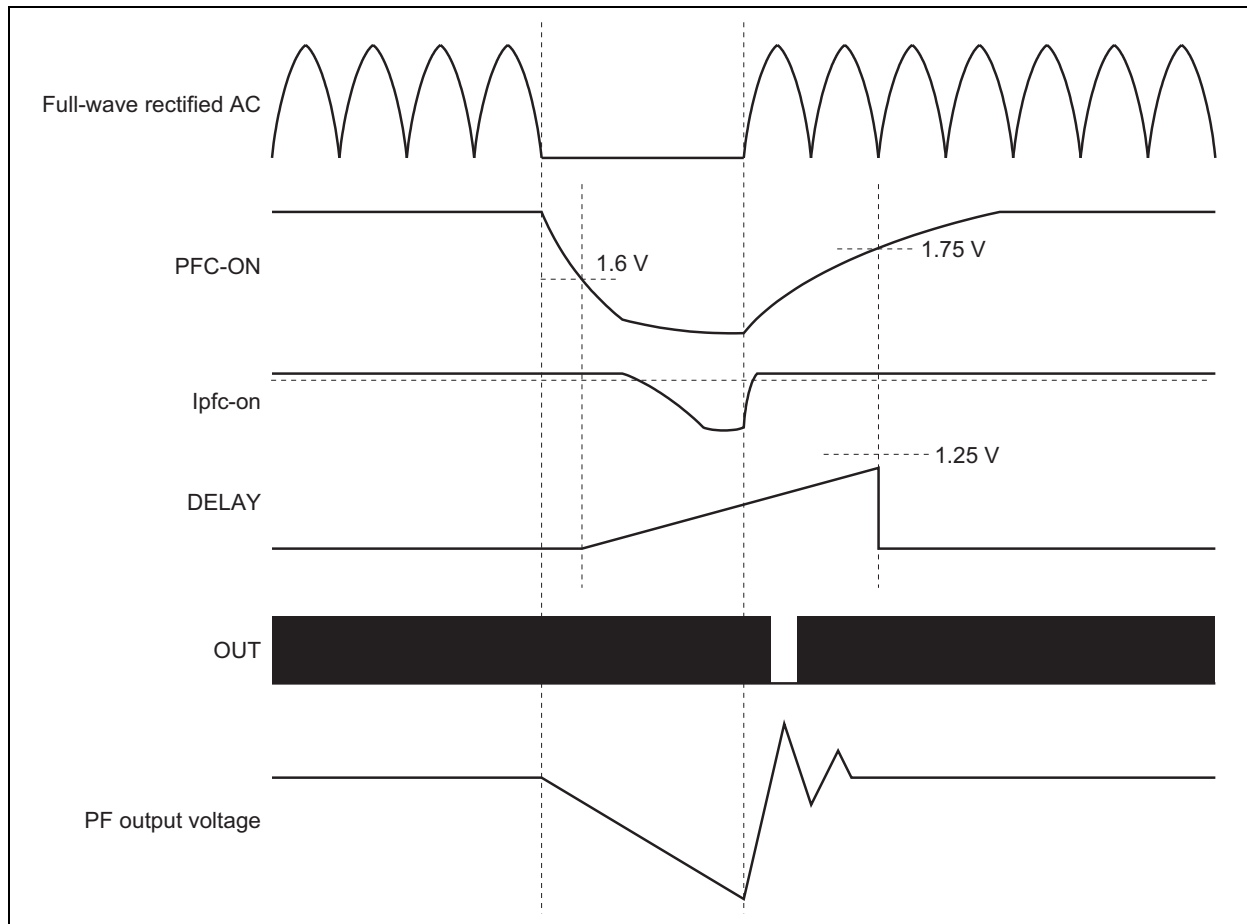 Full-wave rectified AC
PFC-ON
1.6 V
1.75 V
Ipfc-on
1.25 V
DELAY
OUT
PF output voltage